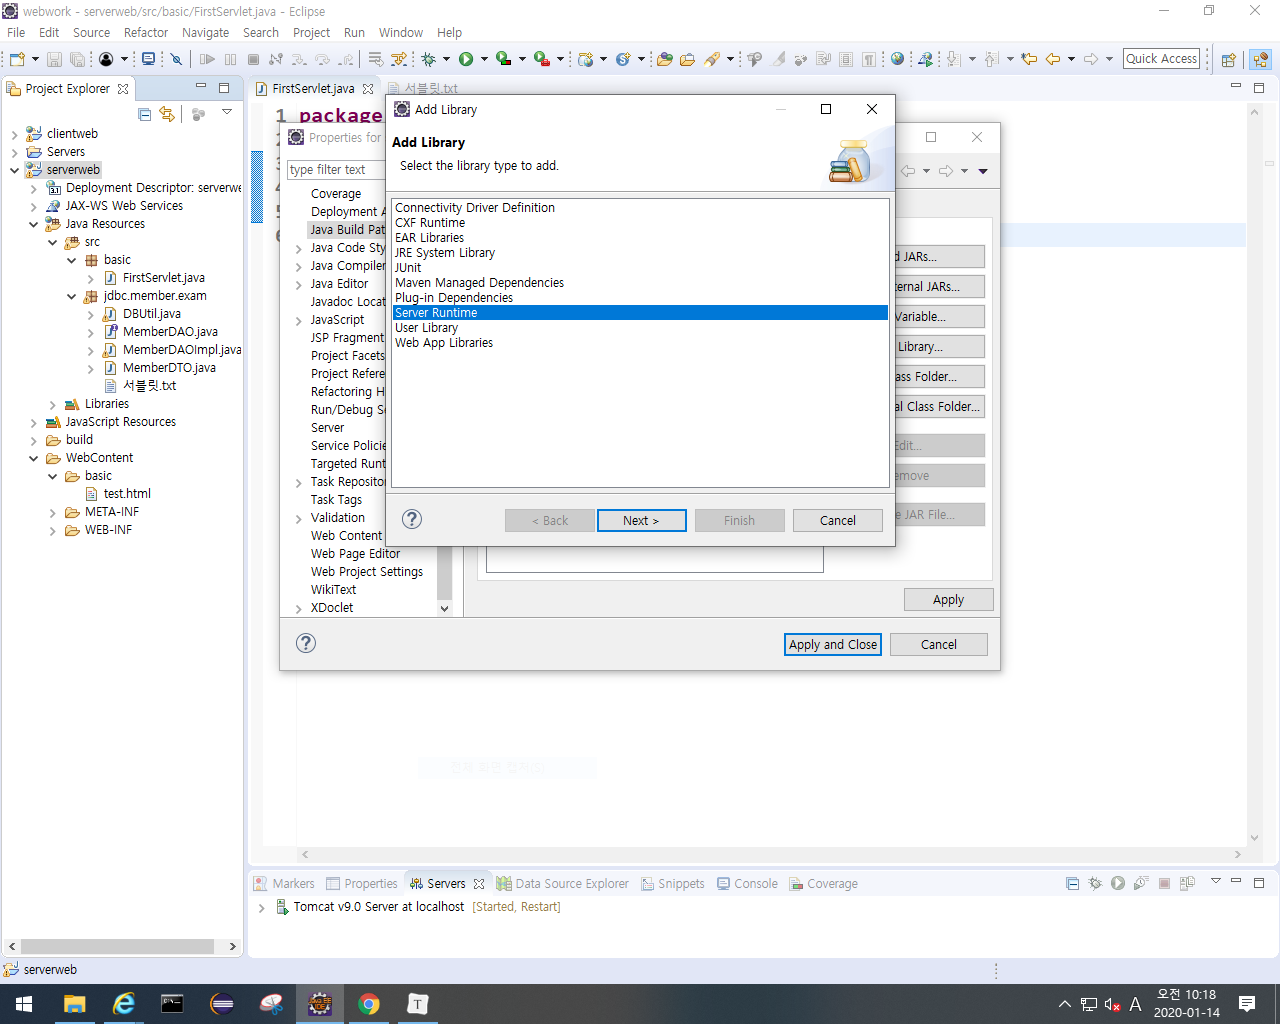 webwork - serverweb/src/basic/FirstServlet.java - Eclipse
File Edit Source Refactor Navigate Search Project Run Window Help
Quick Access
Project Explorer
FirstServlet.java
서블릿.txt
clientweb
Servers
serverweb
Deployment Descriptor: serverwe
JAX-WS Web Services
Java Resources
src
basic
FirstServlet.java
jdbc.member.exam
DBUtil.java
MemberDAO.java
MemberDAOImpl.java
MemberDTO.java
서블릿.txt
Libraries
JavaScript Resources
build
WebContent
basic
test.html
META-INF
WEB-INF
1 package
Properties for
type filter text
Coverage
Deployment A
Java Build Pat
Java Code Sty
Java Compiler
Java Editor
Javadoc Locat
JavaScript
JSP Fragment
Project Facets
Project Refere
Refactoring H
Run/Debug Se
Server
Service Policie
Targeted Runt
Task Reposito
Task Tags
Validation
Web Content
Web Page Editor
Web Project Settings
WikiText
XDoclet
Add Library
Add Library
Select the library type to add.
Connectivity Driver Definition
CXF Runtime
EAR Libraries
JRE System Library
JUnit
Maven Managed Dependencies
Plug-in Dependencies
Server Runtime
User Library
Web App Libraries
< Back Next > Finish Cancel
d JARs...
ernal JARs...
Variable...
Library...
ass Folder...
al Class Folder...
Edit...
emove
e JAR File...
Apply
Apply and Close Cancel
Markers Properties Servers Data Source Explorer Snippets Console Coverage
Tomcat v9.0 Server at localhost [Started, Restart]
serverweb
A
오전 10:18
2020-01-14